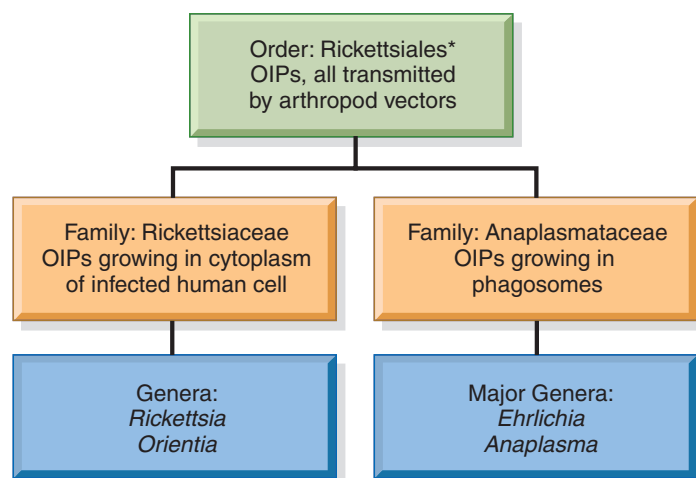 Order: Rickettsiales*
OIPs, all transmitted
by arthropod vectors
Family: Rickettsiaceae
OIPs growing in cytoplasm
of infected human cell
Family: Anaplasmataceae
OIPs growing in
phagosomes
Genera:
Rickettsia
Orientia
Major Genera:
Ehrlichia
Anaplasma